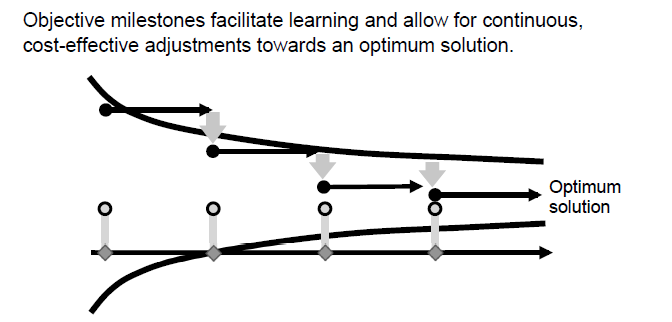 Objective milestones facilitate learning and allow for continuous,
cost-effective adjustments towards an optimum solution.
Optimum
solution